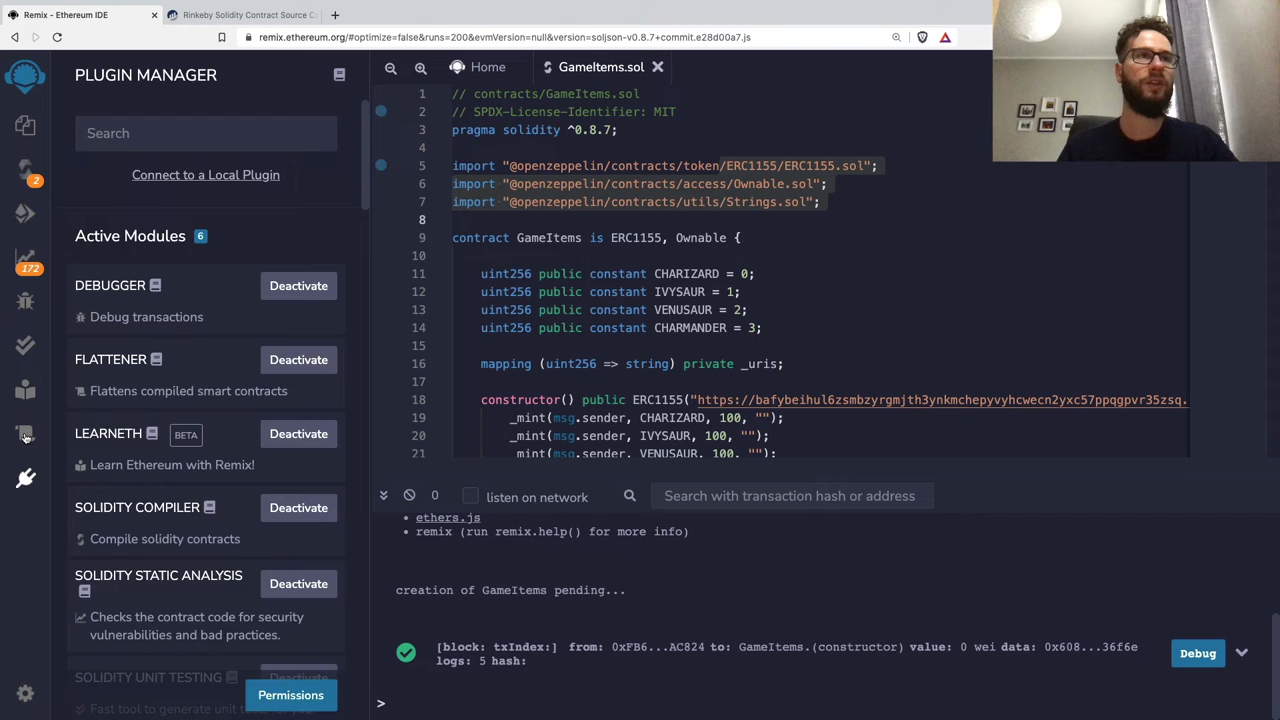 Remix - Ethereum IDE
Rinkeby Solidity Contract Source C
remix.ethereum.org/#optimize=false&runs=200&evmVersion=null&version=soljson-v0.8.7+commit.e28d00a7.js
PLUGIN MANAGER
Search
Connect to a Local Plugin
Active Modules 6
DEBUGGER
Deactivate
Debug transactions
FLATTENER
Deactivate
Flattens compiled smart contracts
LEARNETH
BETA
Deactivate
Learn Ethereum with Remix!
SOLIDITY COMPILER
Deactivate
Compile solidity contracts
SOLIDITY STATIC ANALYSIS
Deactivate
Checks the contract code for security
vulnerabilities and bad practices.
SOLIDITY UNIT TESTING
Permissions
2
172
Home
GameItems.sol
1 // contracts/GameItems.sol
2 // SPDX-License-Identifier: MIT
3 pragma solidity ^0.8.7;
4
5 import "@openzeppelin/contracts/token/ERC1155/ERC1155.sol";
6 import "@openzeppelin/contracts/access/Ownable.sol";
7 import "@openzeppelin/contracts/utils/Strings.sol";
8
9 contract GameItems is ERC1155, Ownable {
10
11 uint256 public constant CHARIZARD = 0;
12 uint256 public constant IVYSAUR = 1;
13 uint256 public constant VENUSAUR = 2;
14 uint256 public constant CHARMANDER = 3;
15
16 mapping (uint256 => string) private _uris;
17
18 constructor() public ERC1155("https://bafybeihul6zsmbzyrgmjth3ynkmchepyvyhcwecn2yxc57ppqgpvr35zsq.
19 _mint(msg.sender, CHARIZARD, 100, "");
20 _mint(msg.sender, IVYSAUR, 100, "");
21 _mint(msg.sender, VENUSAUR, 100, "");
0
listen on network
Search with transaction hash or address
• ethers.js
• remix (run remix.help() for more info)
creation of GameItems pending...
[block: txIndex:] from: 0xFB6...AC824 to: GameItems.(constructor) value: 0 wei data: 0x608...36f6e
logs: 5 hash:
Debug
>